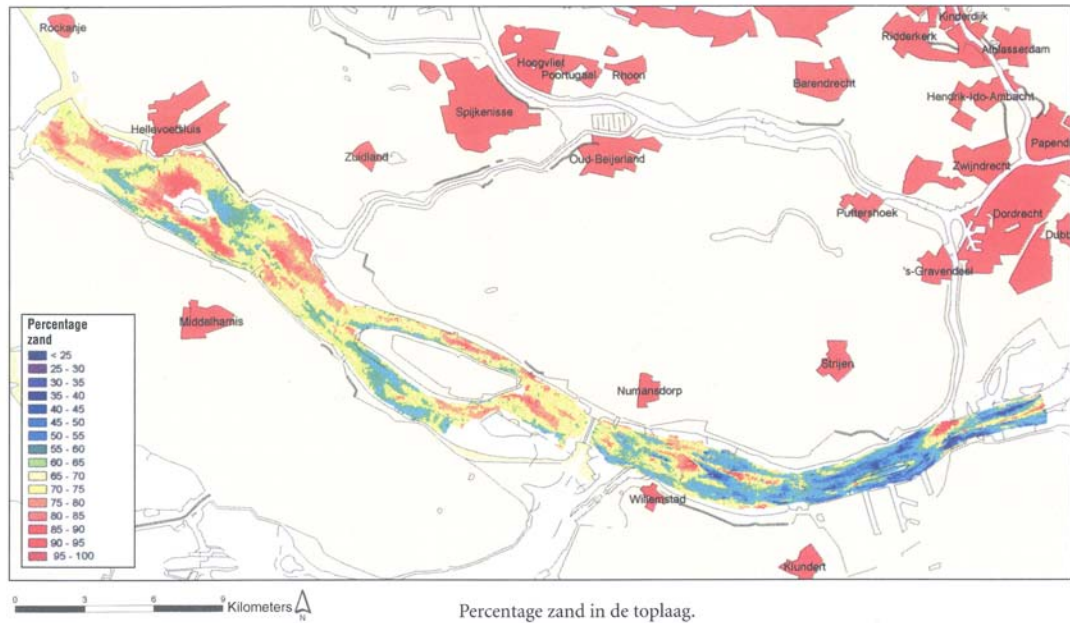 Rockanje
Kinderdijk
Ridderkerk
Alblasserdam
Hoogvliet
Poortugaal
Rhoon
Barendrecht
Hendrik-Ido-Ambacht
Spijkenisse
Hellevoetsluis
Papend
Zuidland
Oud-Beijerland
Zwijndrecht
Puttershoek
Dordrecht
Dubb
's-Gravendeel
Middelharnis
Strijen
Numansdorp
Willemstad
Klundert
Percentage
zand
< 25
25 - 30
30 - 35
35 - 40
40 - 45
45 - 50
50 - 55
55 - 60
60 - 65
65 - 70
70 - 75
75 - 80
80 - 85
85 - 90
90 - 95
95 - 100
0 3 6 9 Kilometers
N
Percentage zand in de toplaag.